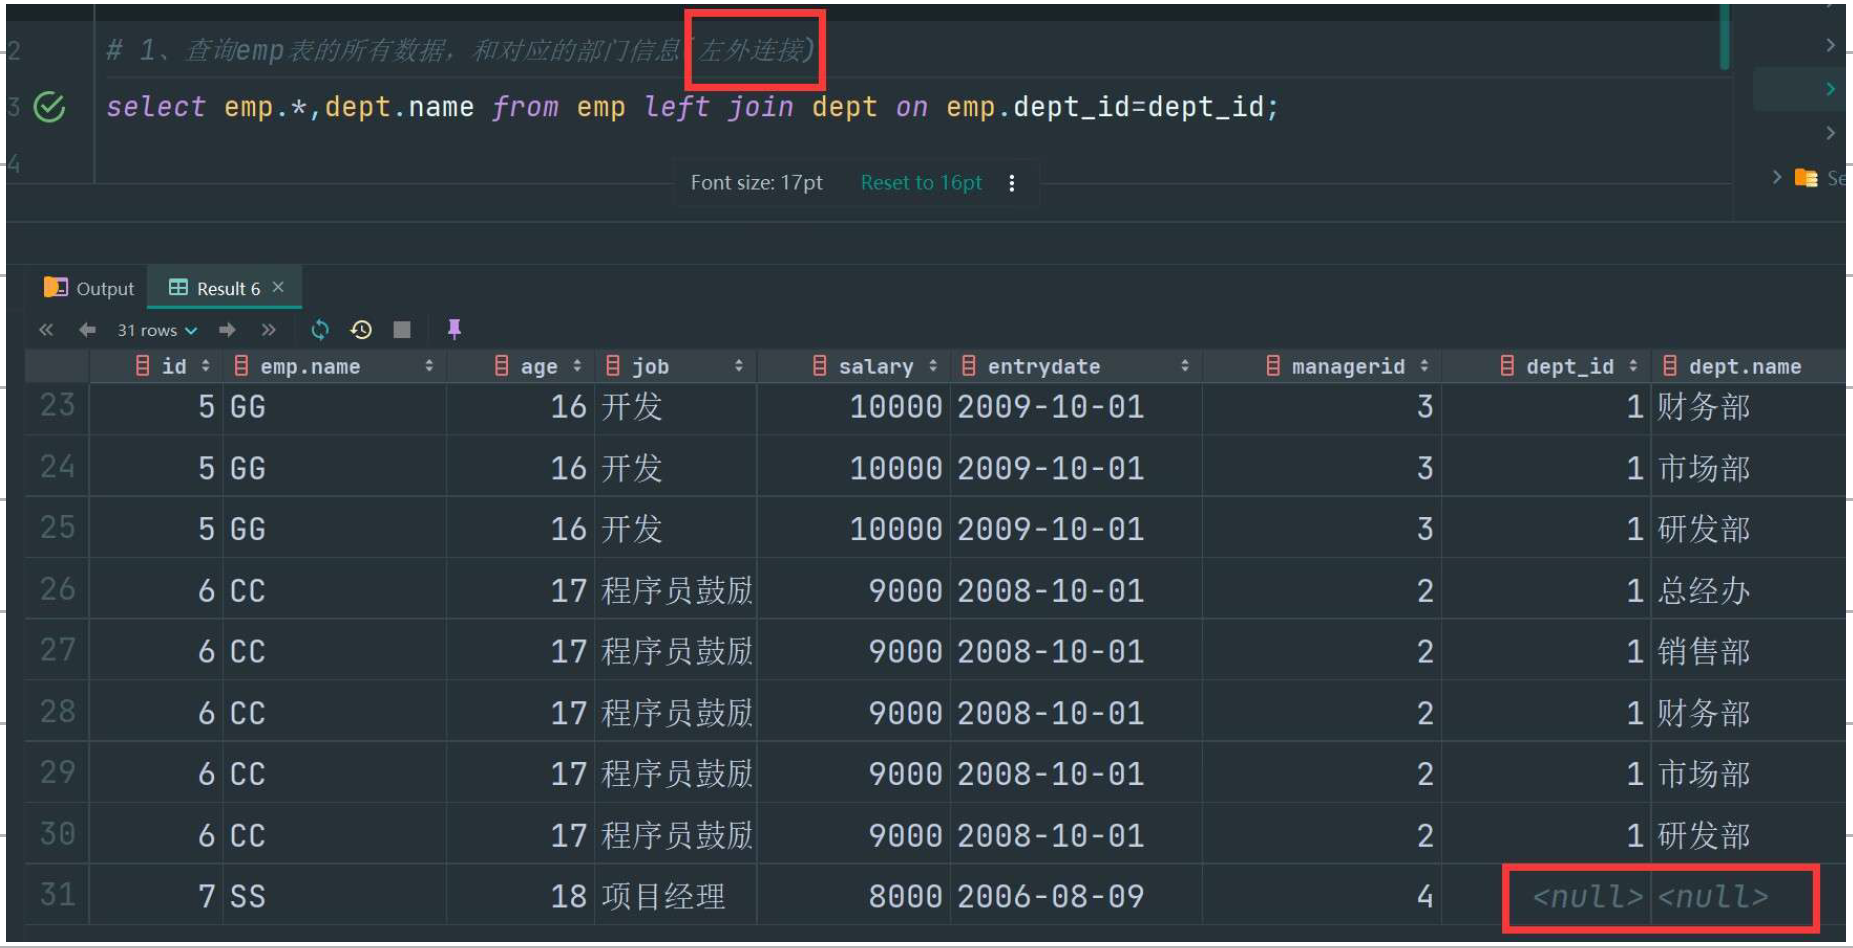 2 # 1、查询emp表的所有数据，和对应的部门信息(左外连接)
3 select emp.*,dept.name from emp left join dept on emp.dept_id=dept_id;
4
Font size: 17pt Reset to 16pt
Se
Output Result 6
31 rows
id emp.name age job salary entrydate managerid dept_id dept.name
23 5 GG 16 开发 10000 2009-10-01 3 1 财务部
24 5 GG 16 开发 10000 2009-10-01 3 1 市场部
25 5 GG 16 开发 10000 2009-10-01 3 1 研发部
26 6 CC 17 程序员鼓励 9000 2008-10-01 2 1 总经办
27 6 CC 17 程序员鼓励 9000 2008-10-01 2 1 销售部
28 6 CC 17 程序员鼓励 9000 2008-10-01 2 1 财务部
29 6 CC 17 程序员鼓励 9000 2008-10-01 2 1 市场部
30 6 CC 17 程序员鼓励 9000 2008-10-01 2 1 研发部
31 7 SS 18 项目经理 8000 2006-08-09 4 <null> <null>